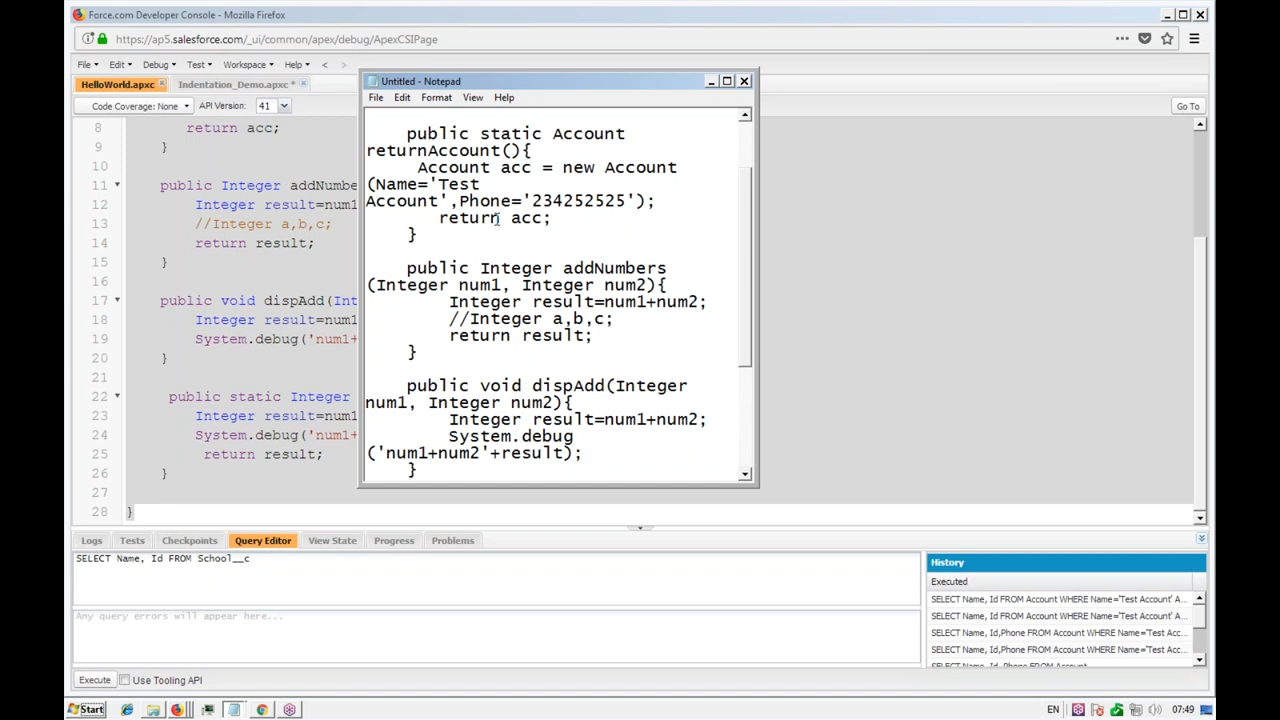 Force.com Developer Console - Mozilla Firefox
https://ap5.salesforce.com/_ui/common/apex/debug/ApexCSIPage
File Edit Debug Test Workspace Help < >
HelloWorld.apxc Indentation_Demo.apxc *
Code Coverage: None API Version: 41 Go To
8 return acc;
9 }
10
11 public Integer addNumbe
12 Integer result=num1
13 //Integer a,b,c;
14 return result;
15 }
16
17 public void dispAdd(Int
18 Integer result=num1
19 System.debug('num1+
20 }
21
22 public static Integer
23 Integer result=num1
24 System.debug('num1+
25 return result;
26 }
27
28 }
Untitled - Notepad
File Edit Format View Help
public static Account
returnAccount(){
Account acc = new Account
(Name='Test
Account',Phone='234252525');
return acc;
}
public Integer addNumbers
(Integer num1, Integer num2){
Integer result=num1+num2;
//Integer a,b,c;
return result;
}
public void dispAdd(Integer
num1, Integer num2){
Integer result=num1+num2;
System.debug
('num1+num2'+result);
}
Logs Tests Checkpoints Query Editor View State Progress Problems
SELECT Name, Id FROM School__c
Any query errors will appear here...
History
Executed
SELECT Name, Id FROM Account WHERE Name='Test Account' A...
SELECT Name, Id FROM Account WHERE Name='Test Account' A...
SELECT Name, Id,Phone FROM Account WHERE Name='Test Acc...
SELECT Name, Id,Phone FROM Account WHERE Name='Test Acc...
SELECT Name, Id, Phone FROM Account
Execute Use Tooling API
Start EN 07:49